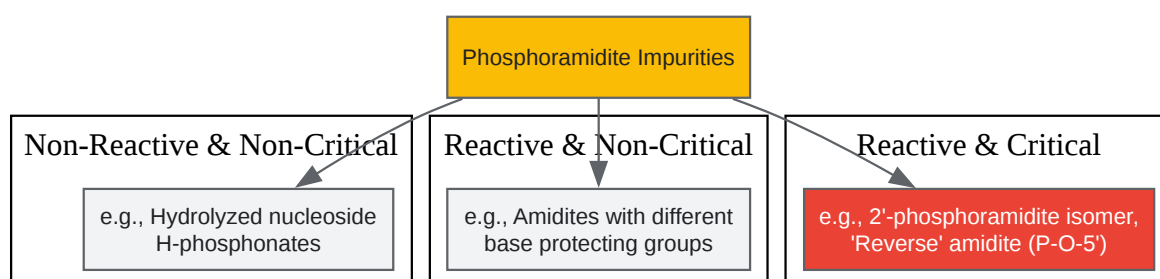 Phosphoramidite Impurities
Non-Reactive & Non-Critical
Reactive & Non-Critical
Reactive & Critical
e.g., Hydrolyzed nucleoside
H-phosphonates
e.g., Amidites with different
base protecting groups
e.g., 2'-phosphoramidite isomer,
'Reverse' amidite (P-O-5')